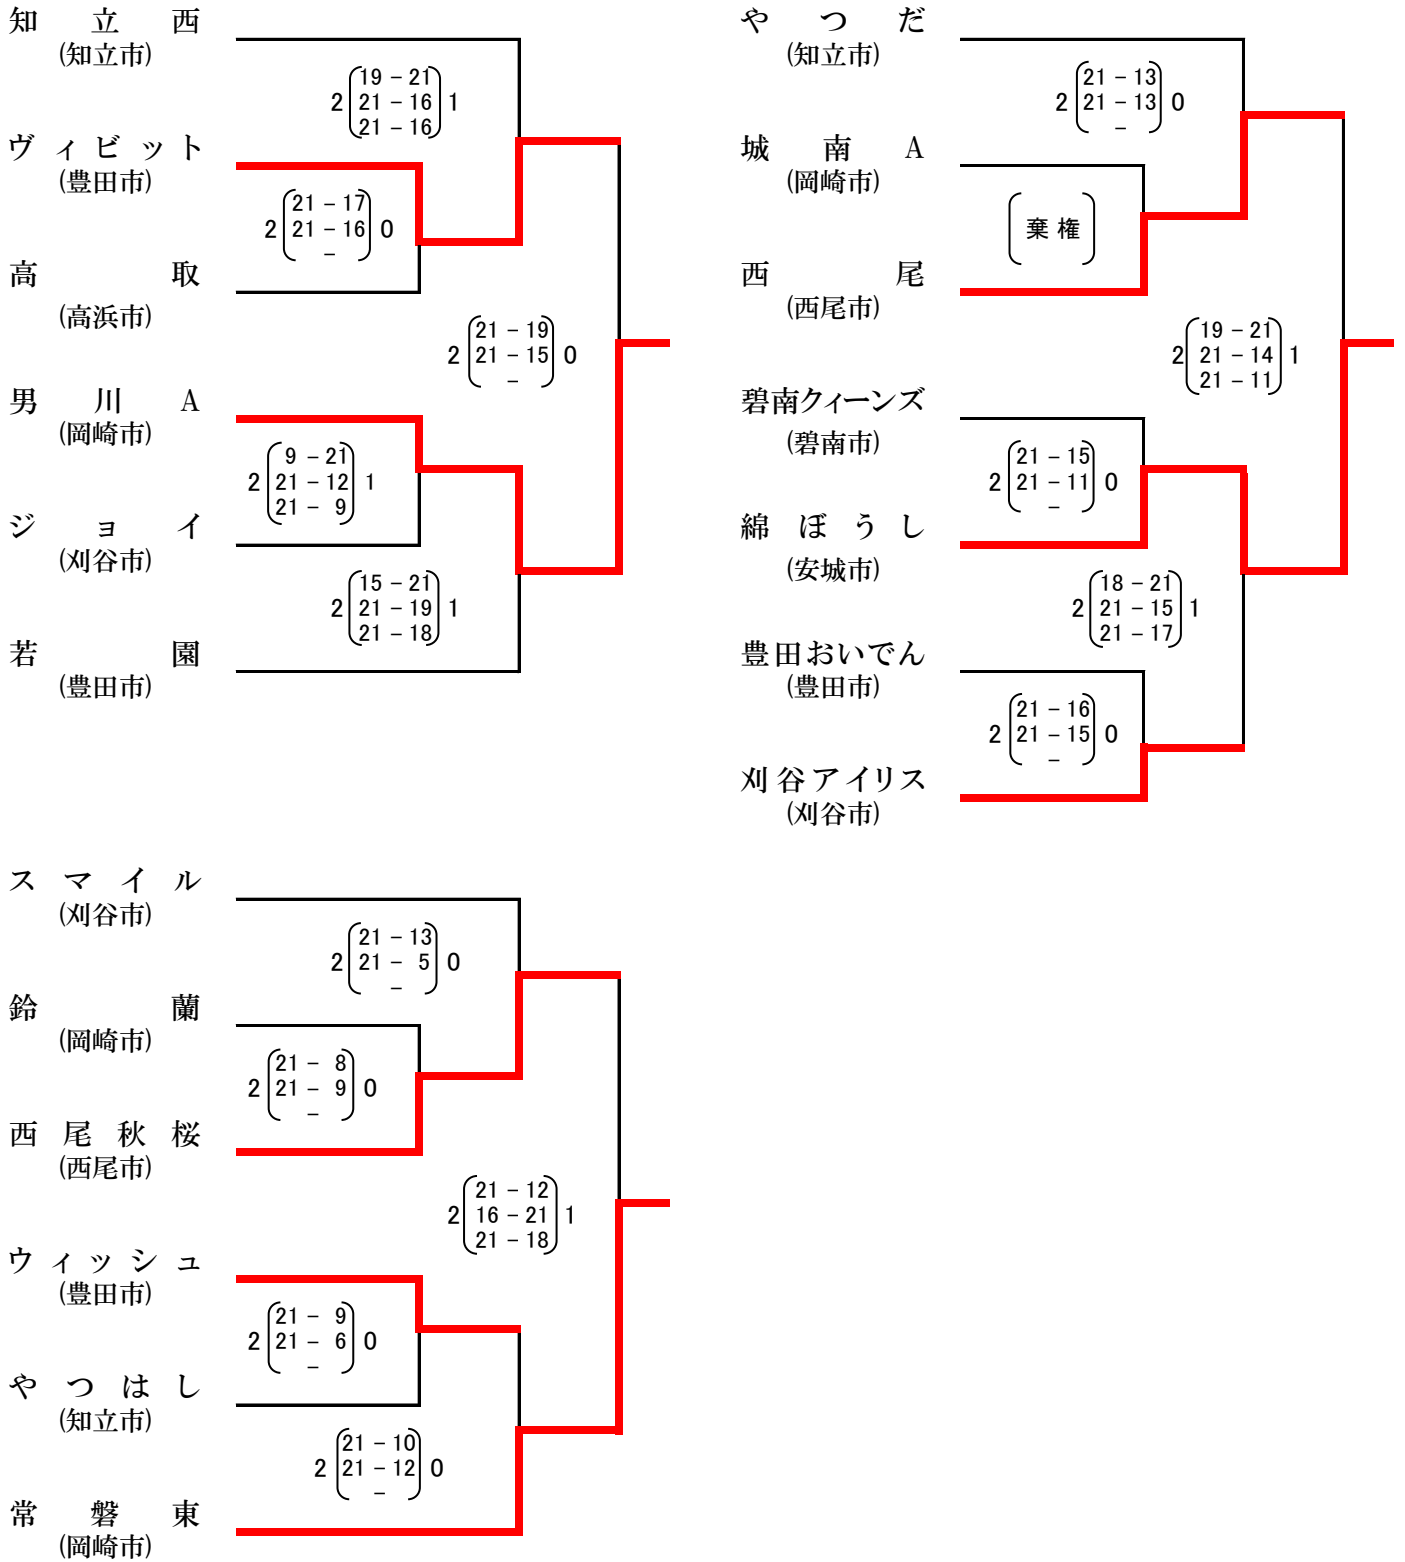 知立西
(知立市)
19－21
2 21－16 1
21－16
ヴィビット
(豊田市)
21－17
2 21－16 0
－
高取
(高浜市)
21－19
2 21－15 0
－
男川A
(岡崎市)
9－21
2 21－12 1
21－9
ジョイ
(刈谷市)
15－21
2 21－19 1
21－18
若園
(豊田市)
やつだ
(知立市)
21－13
2 21－13 0
－
城南A
(岡崎市)
棄権
西尾
(西尾市)
19－21
2 21－14 1
21－11
碧南クィーンズ
(碧南市)
21－15
2 21－11 0
－
綿ぼうし
(安城市)
18－21
2 21－15 1
21－17
豊田おいでん
(豊田市)
21－16
2 21－15 0
－
刈谷アイリス
(刈谷市)
スマイル
(刈谷市)
21－13
2 21－5 0
－
鈴蘭
(岡崎市)
21－8
2 21－9 0
－
西尾秋桜
(西尾市)
21－12
2 16－21 1
21－18
ウィッシュ
(豊田市)
21－9
2 21－6 0
－
やつはし
(知立市)
21－10
2 21－12 0
－
常磐東
(岡崎市)